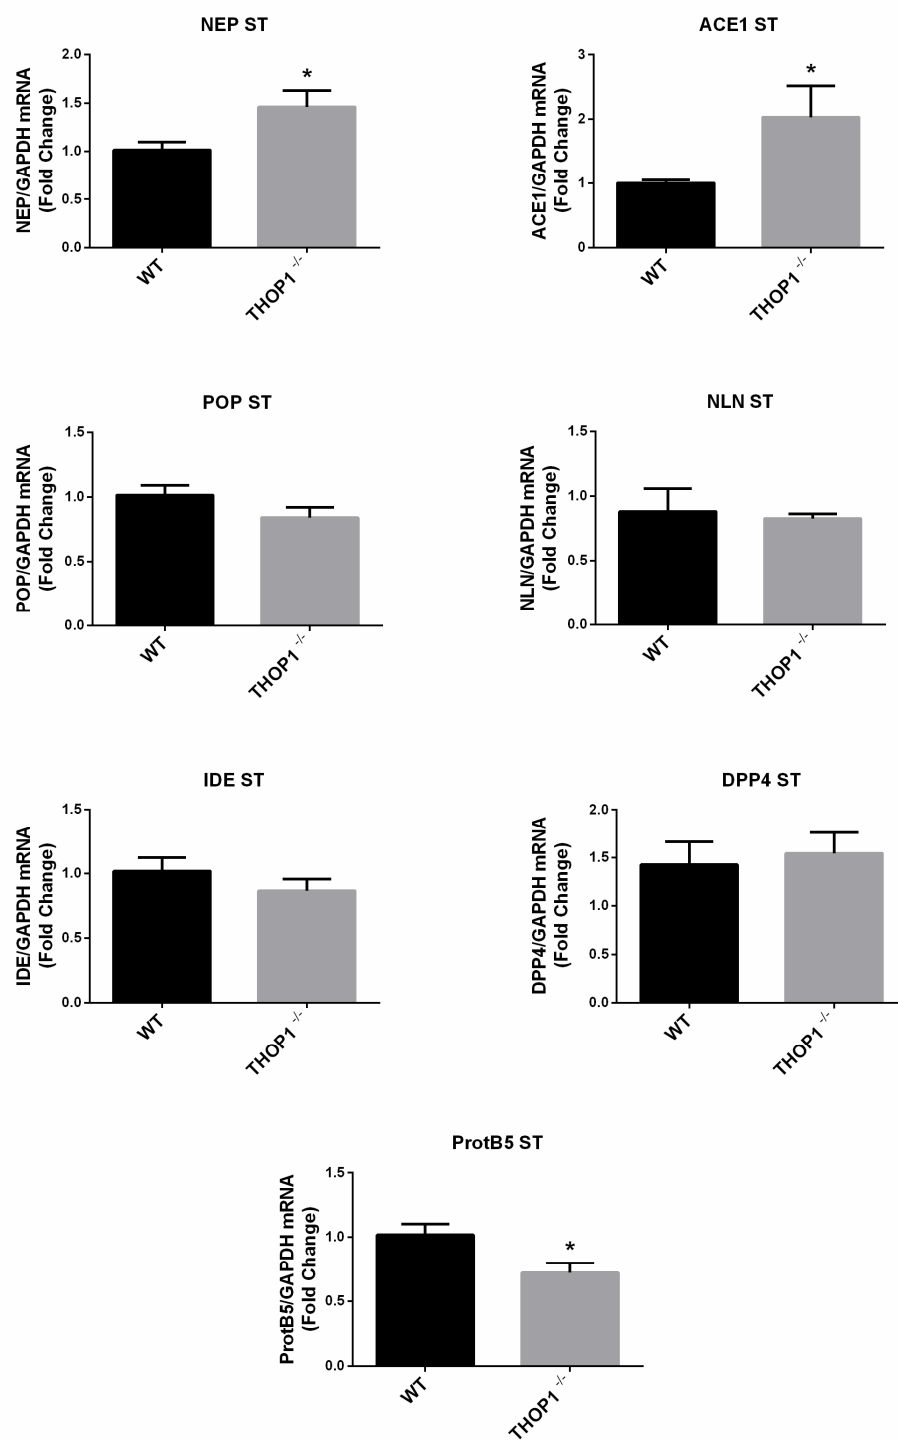 NEP ST
NEP/GAPDH mRNA
(Fold Change)
2.0
1.5
1.0
0.5
0.0
*
WT
THOP1 -/-
ACE1 ST
ACE1/GAPDH mRNA
(Fold Change)
3
2
1
0
*
WT
THOP1 -/-
POP ST
POP/GAPDH mRNA
(Fold Change)
1.5
1.0
0.5
0.0
WT
THOP1 -/-
NLN ST
NLN/GAPDH mRNA
(Fold Change)
1.5
1.0
0.5
0.0
WT
THOP1 -/-
IDE ST
IDE/GAPDH mRNA
(Fold Change)
1.5
1.0
0.5
0.0
WT
THOP1 -/-
DPP4 ST
DPP4/GAPDH mRNA
(Fold Change)
2.0
1.5
1.0
0.5
0.0
WT
THOP1 -/-
ProtB5 ST
ProtB5/GAPDH mRNA
(Fold Change)
1.5
1.0
0.5
0.0
*
WT
THOP1 -/-